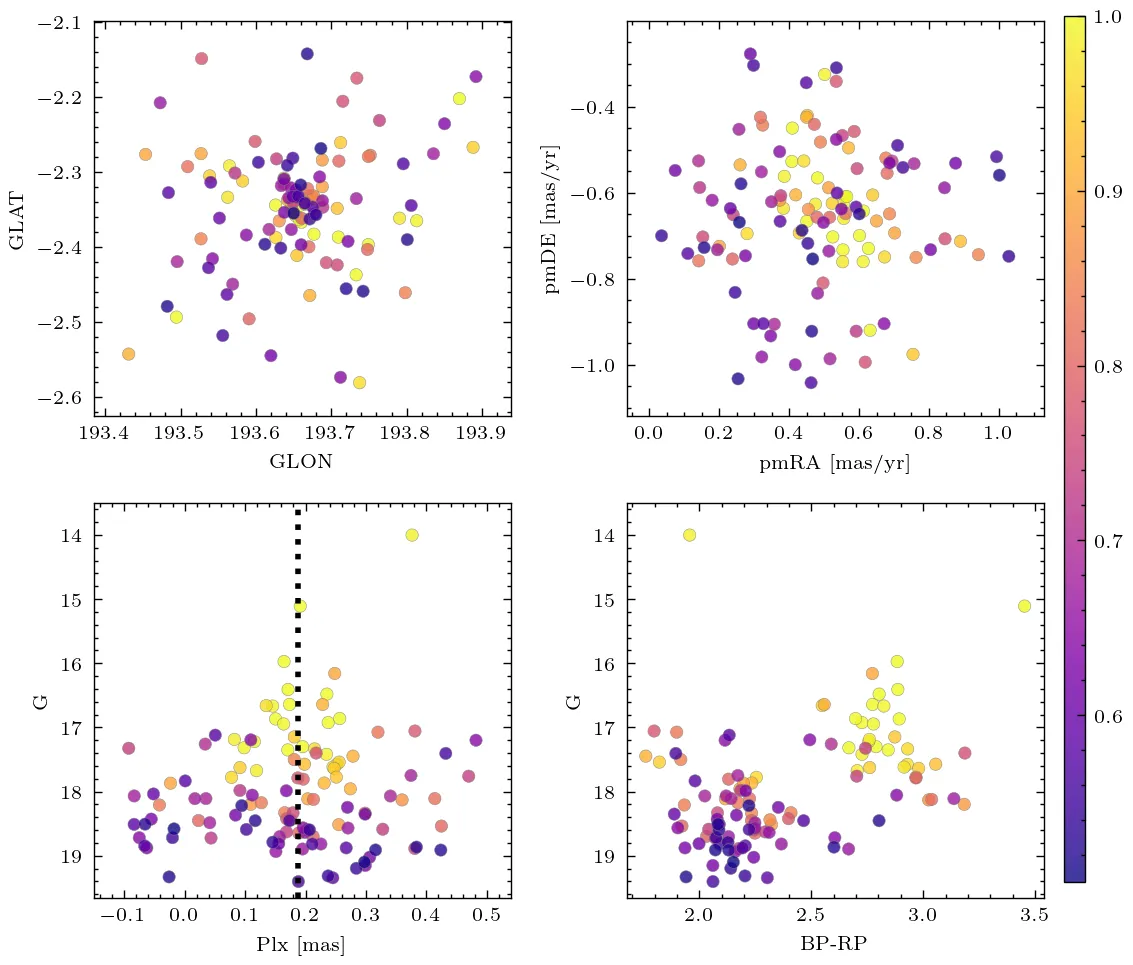 −2.1
−2.2
−2.3
−2.4
−2.5
−2.6
GLAT
193.4 193.5 193.6 193.7 193.8 193.9
GLON
−0.4
−0.6
−0.8
−1.0
pmDE [mas/yr]
0.0 0.2 0.4 0.6 0.8 1.0
pmRA [mas/yr]
1.0
0.9
0.8
0.7
0.6
14
15
16
17
18
19
G
−0.1 0.0 0.1 0.2 0.3 0.4 0.5
Plx [mas]
14
15
16
17
18
19
G
2.0 2.5 3.0 3.5
BP-RP